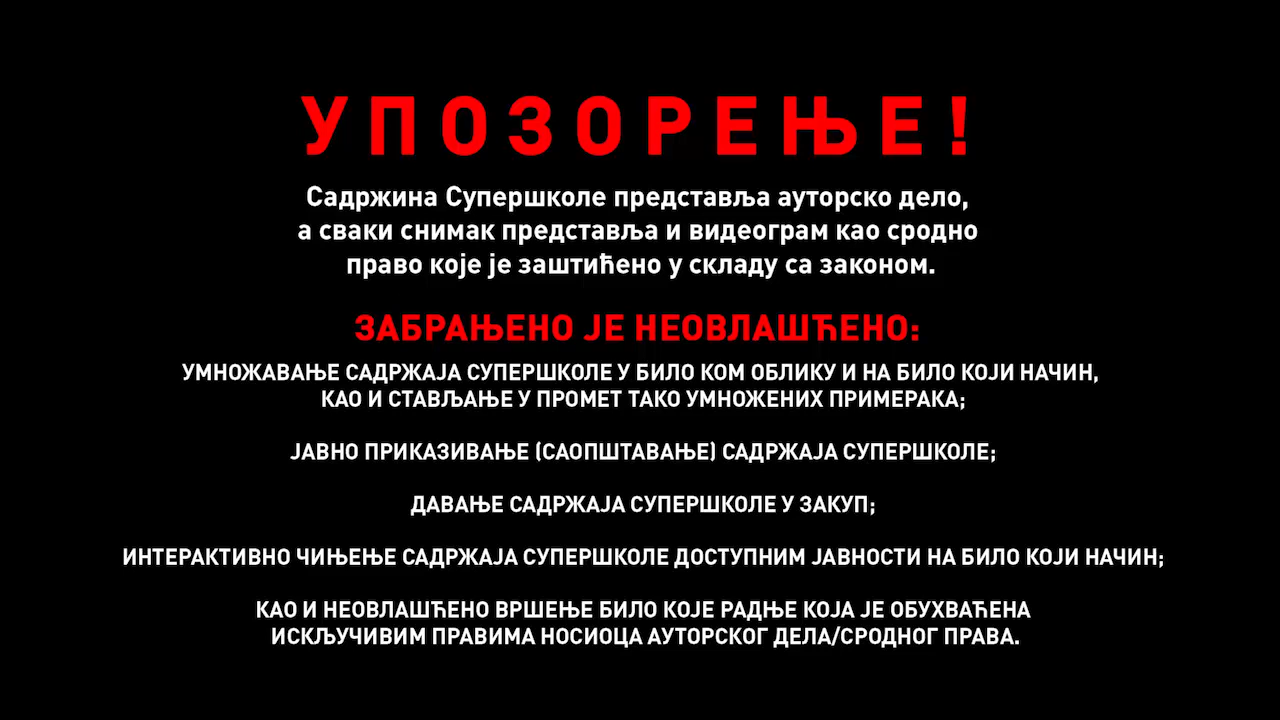 УПОЗОРЕЊЕ!
Садржина Супершколе представља ауторско дело,
а сваки снимак представља и видеограм као сродно
право које је заштићено у складу са законом.
ЗАБРАЊЕНО ЈЕ НЕОВЛАШЋЕНО:
УМНОЖАВАЊЕ САДРЖАЈА СУПЕРШКОЛЕ У БИЛО КОМ ОБЛИКУ И НА БИЛО КОЈИ НАЧИН,
КАО И СТАВЉАЊЕ У ПРОМЕТ ТАКО УМНОЖЕНИХ ПРИМЕРАКА;
ЈАВНО ПРИКАЗИВАЊЕ (САОПШТАВАЊЕ) САДРЖАЈА СУПЕРШКОЛЕ;
ДАВАЊЕ САДРЖАЈА СУПЕРШКОЛЕ У ЗАКУП;
ИНТЕРАКТИВНО ЧИЊЕЊЕ САДРЖАЈА СУПЕРШКОЛЕ ДОСТУПНИМ ЈАВНОСТИ НА БИЛО КОЈИ НАЧИН;
КАО И НЕОВЛАШЋЕНО ВРШЕЊЕ БИЛО КОЈЕ РАДЊЕ КОЈА ЈЕ ОБУХВАЋЕНА
ИСКЉУЧИВИМ ПРАВИМА НОСИОЦА АУТОРСКОГ ДЕЛА/СРОДНОГ ПРАВА.